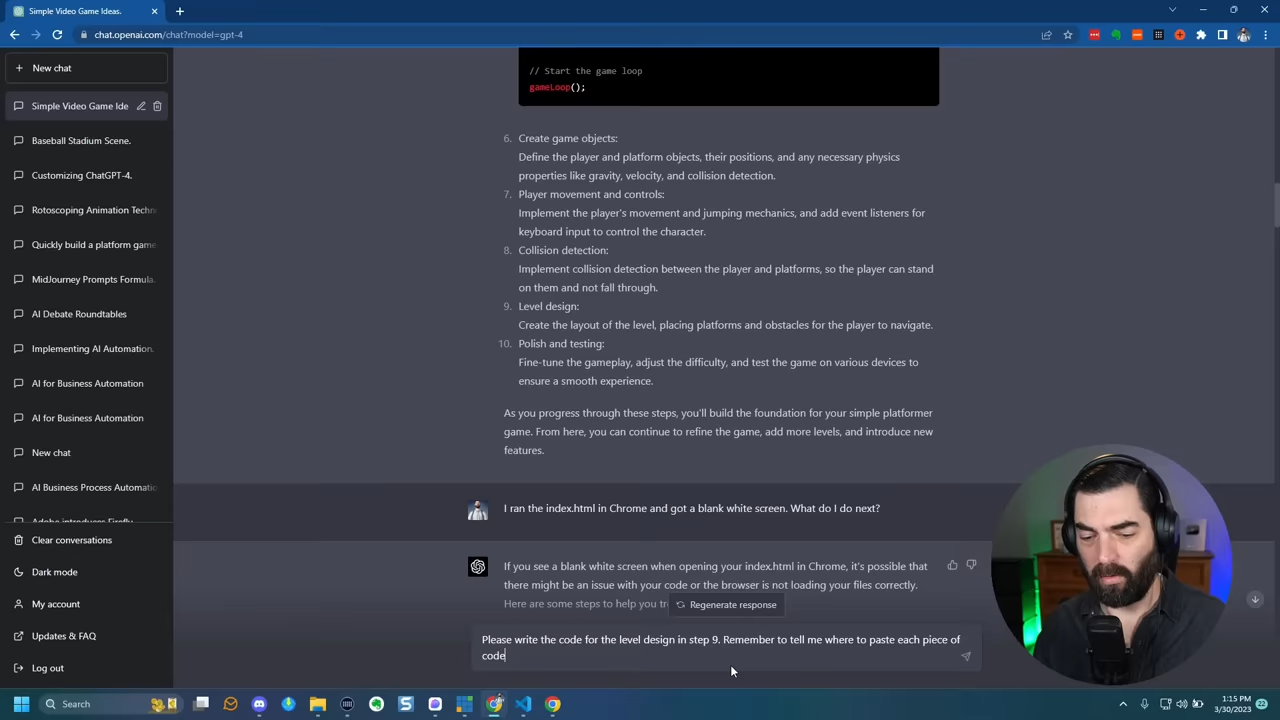 Simple Video Game Ideas.
chat.openai.com/chat?model=gpt-4
New chat
Simple Video Game Ide
Baseball Stadium Scene.
Customizing ChatGPT-4.
Rotoscoping Animation Techn
Quickly build a platform game
MidJourney Prompts Formula.
AI Debate Roundtables
Implementing AI Automation.
AI for Business Automation
AI for Business Automation
New chat
AI Business Process Automatio
Adobe introduces Firefly
Clear conversations
Dark mode
My account
Updates & FAQ
Log out
// Start the game loop
gameLoop();
6. Create game objects:
Define the player and platform objects, their positions, and any necessary physics
properties like gravity, velocity, and collision detection.
7. Player movement and controls:
Implement the player's movement and jumping mechanics, and add event listeners for
keyboard input to control the character.
8. Collision detection:
Implement collision detection between the player and platforms, so the player can stand
on them and not fall through.
9. Level design:
Create the layout of the level, placing platforms and obstacles for the player to navigate.
10. Polish and testing:
Fine-tune the gameplay, adjust the difficulty, and test the game on various devices to
ensure a smooth experience.
As you progress through these steps, you'll build the foundation for your simple platformer
game. From here, you can continue to refine the game, add more levels, and introduce new
features.
I ran the index.html in Chrome and got a blank white screen. What do I do next?
If you see a blank white screen when opening your index.html in Chrome, it's possible that
there might be an issue with your code or the browser is not loading your files correctly.
Here are some steps to help you tr
Regenerate response
Please write the code for the level design in step 9. Remember to tell me where to paste each piece of
code
Search
1:15 PM
3/30/2023